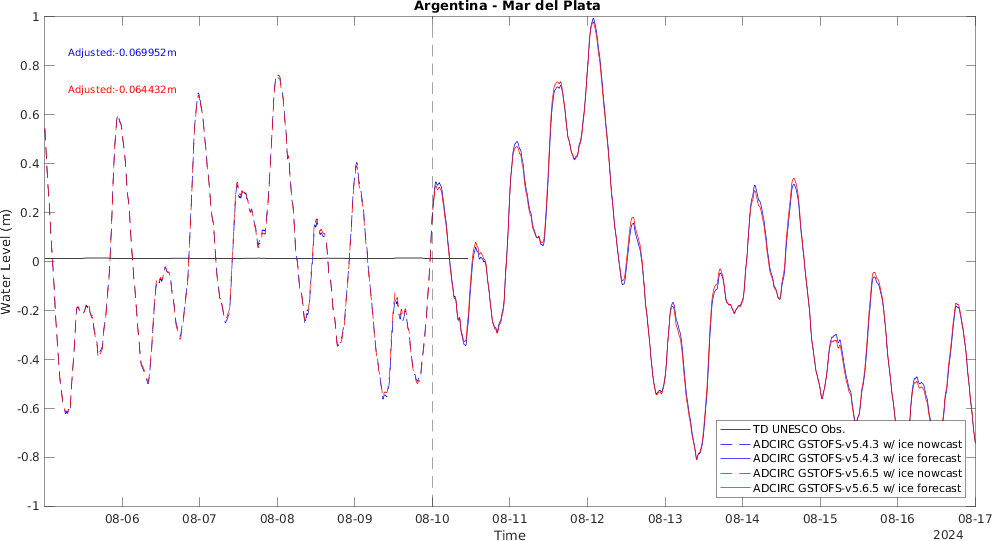 Argentina - Mar del Plata
Adjusted:-0.069952m
Adjusted:-0.064432m
Water Level (m)
1
0.8
0.6
0.4
0.2
0
-0.2
-0.4
-0.6
-0.8
-1
TD UNESCO Obs.
ADCIRC GSTOFS-v5.4.3 w/ ice nowcast
ADCIRC GSTOFS-v5.4.3 w/ ice forecast
ADCIRC GSTOFS-v5.6.5 w/ ice nowcast
ADCIRC GSTOFS-v5.6.5 w/ ice forecast
08-06 08-07 08-08 08-09 08-10 08-11 08-12 08-13 08-14 08-15 08-16 08-17
Time
2024